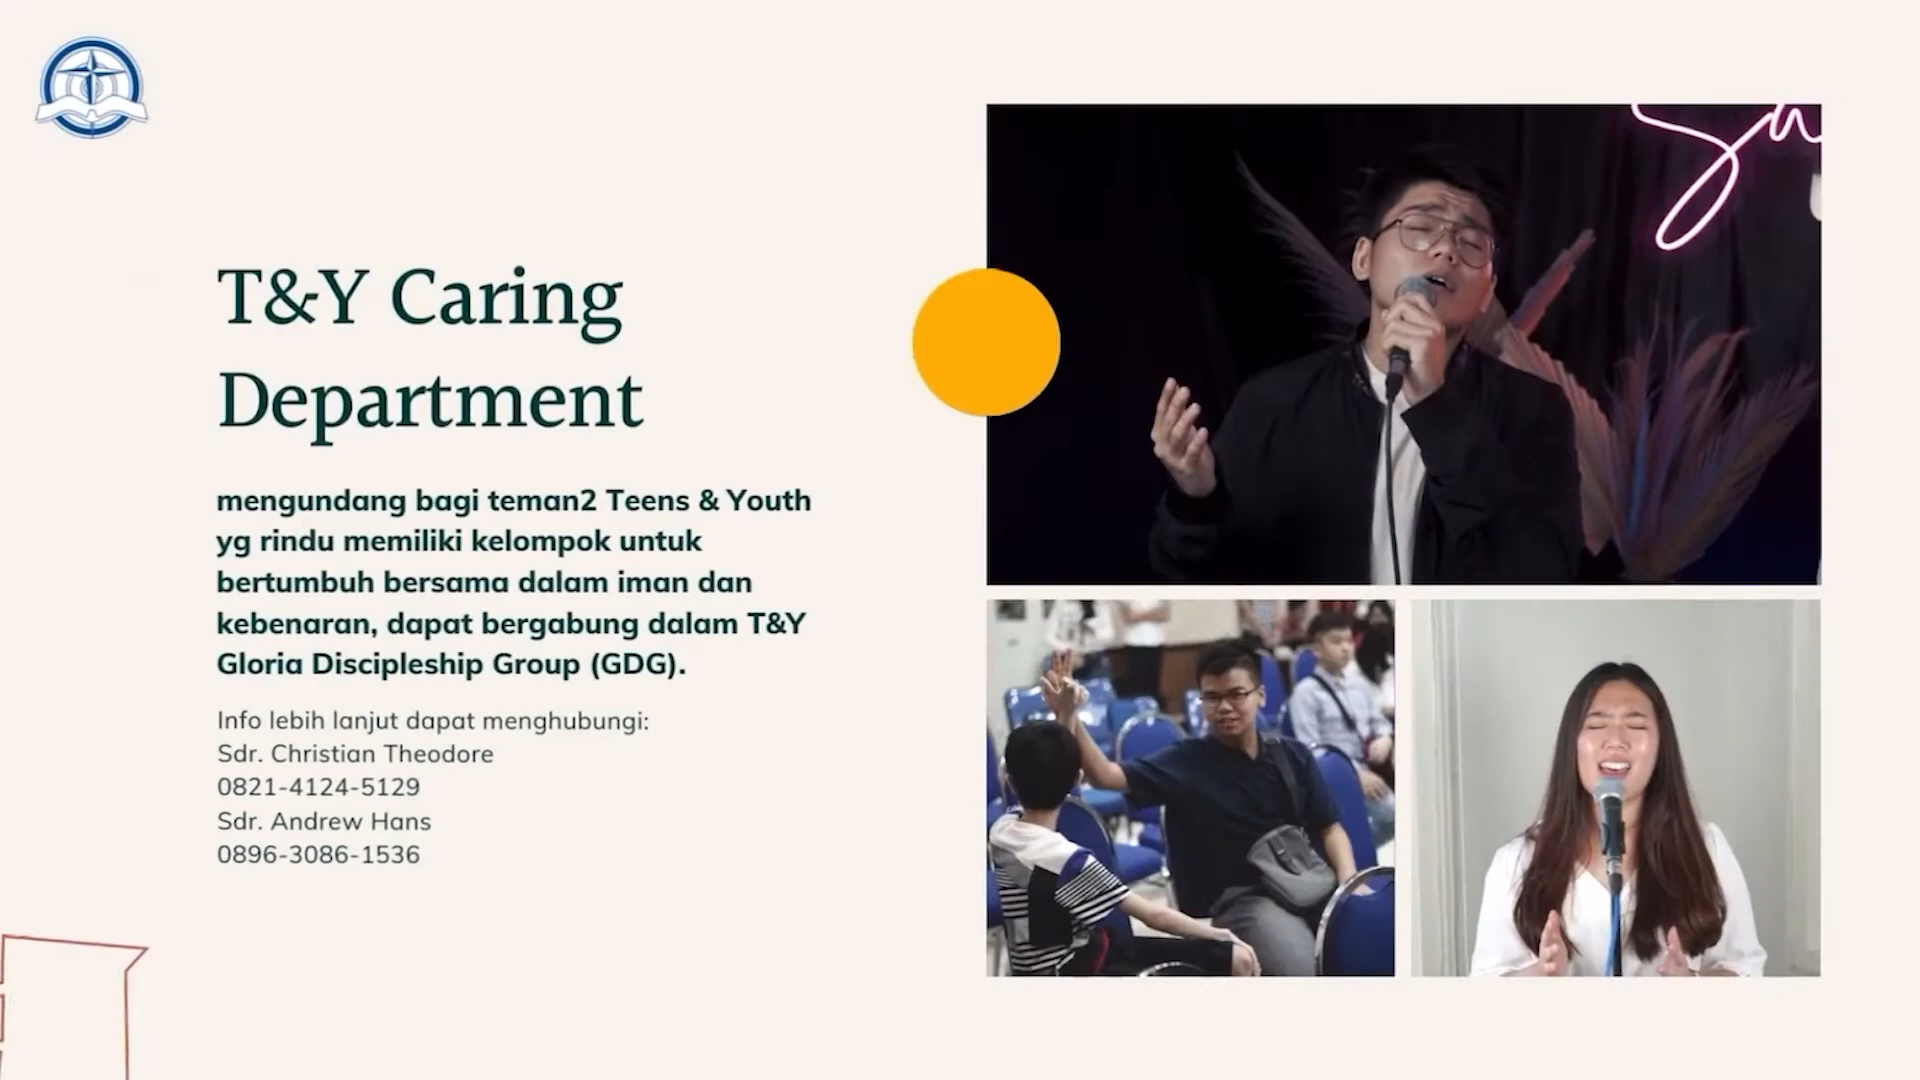 T&Y Caring
Department
mengundang bagi teman2 Teens & Youth
yg rindu memiliki kelompok untuk
bertumbuh bersama dalam iman dan
kebenaran, dapat bergabung dalam T&Y
Gloria Discipleship Group (GDG).
Info lebih lanjut dapat menghubungi:
Sdr. Christian Theodore
0821-4124-5129
Sdr. Andrew Hans
0896-3086-1536